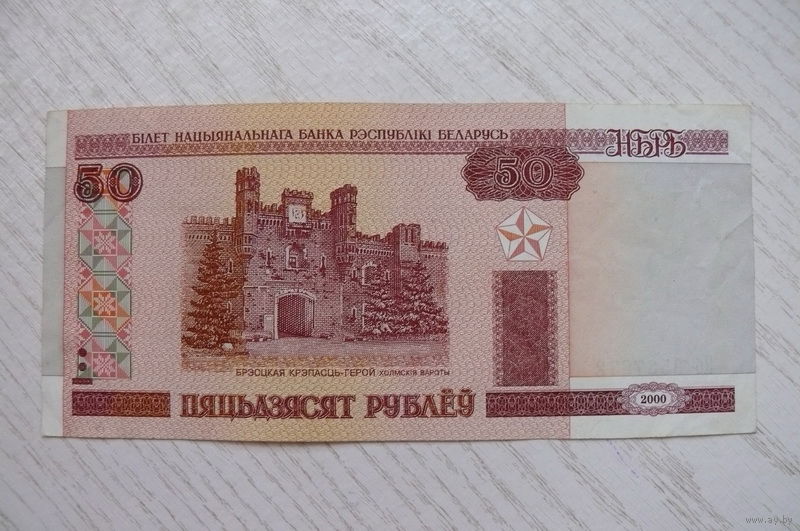 БІЛЕТ НАЦЫЯНАЛЬНАГА БАНКА РЭСПУБЛІКІ БЕЛАРУСЬ
НБРБ
50
50
БРЭСЦКАЯ КРЭПАСЦЬ-ГЕРОЙ ХОЛМСКІЯ ВАРОТЫ
ПЯЦЬДЗЯСЯТ РУБЛЁЎ
2000
www.ay.by